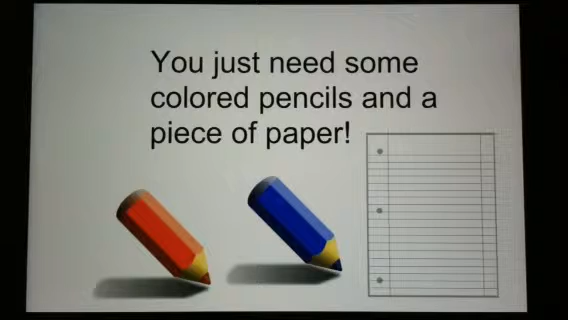 You just need some
colored pencils and a
piece of paper!